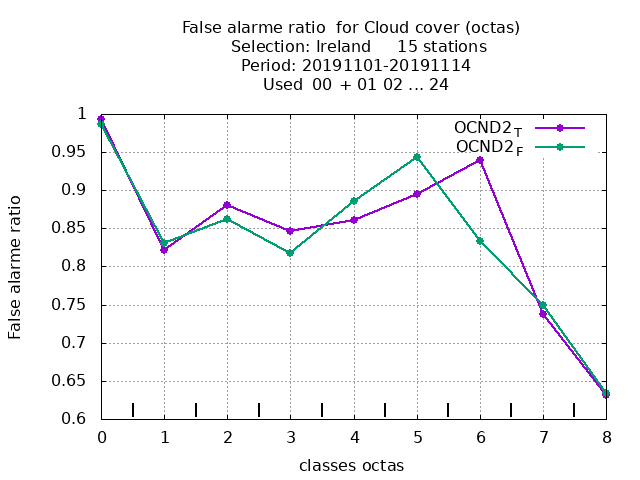 False alarme ratio  for Cloud cover (octas)
Selection: Ireland     15 stations
Period: 20191101-20191114
Used  00 + 01 02 ... 24
OCND2T
OCND2F
False alarme ratio
1
0.95
0.9
0.85
0.8
0.75
0.7
0.65
0.6
0 1 2 3 4 5 6 7 8
classes octas